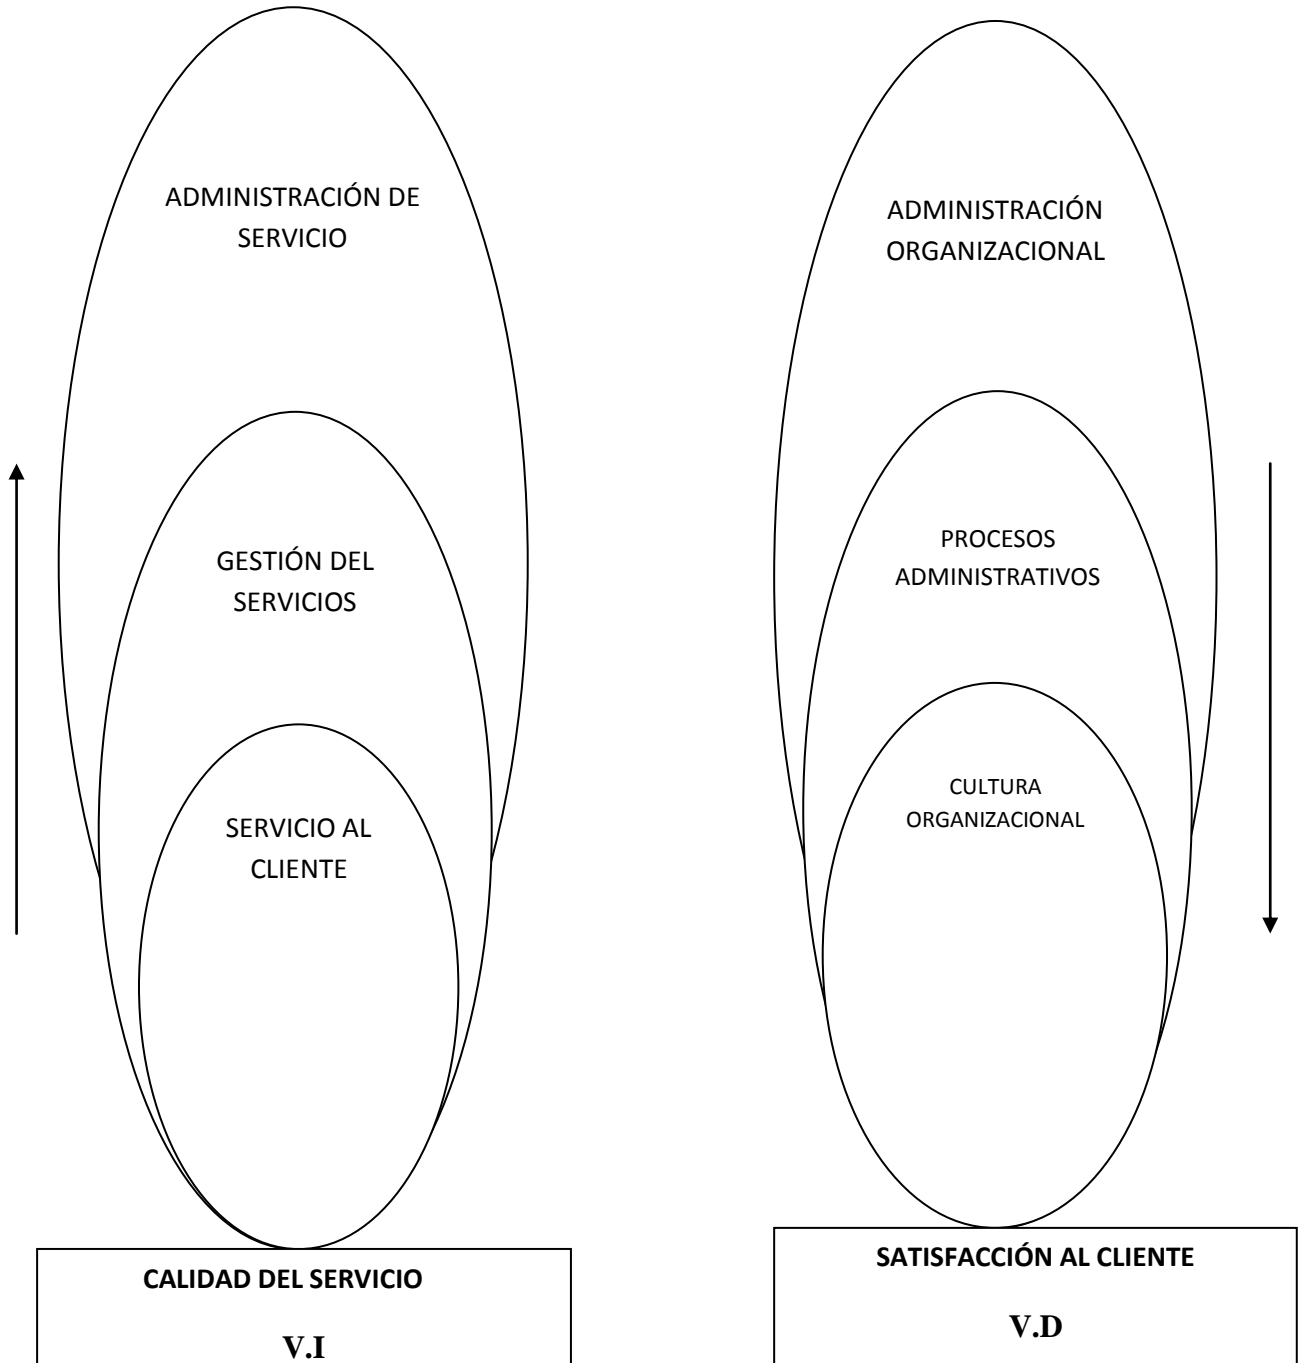 ADMINISTRACIÓN DE
SERVICIO
GESTIÓN DEL
SERVICIOS
SERVICIO AL
CLIENTE
CALIDAD DEL SERVICIO
V.I
ADMINISTRACIÓN
ORGANIZACIONAL
PROCESOS
ADMINISTRATIVOS
CULTURA
ORGANIZACIONAL
SATISFACCIÓN AL CLIENTE
V.D